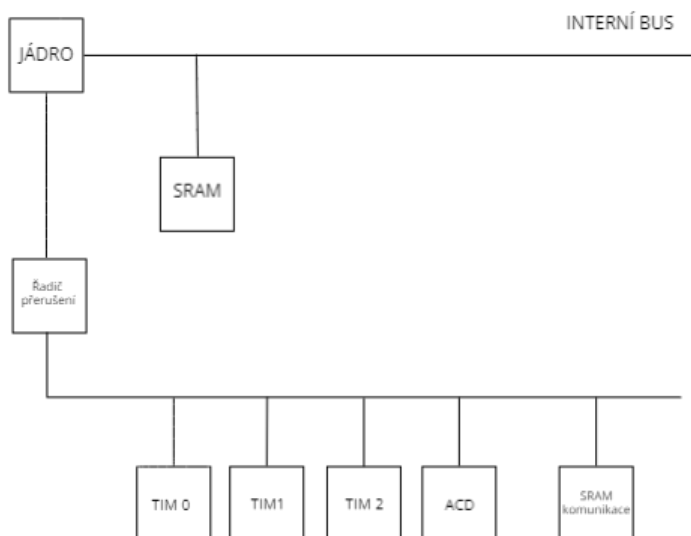 INTERNÍ BUS
JÁDRO
SRAM
Řadič
přerušení
TIM 0
TIM1
TIM 2
ACD
SRAM
komunikace